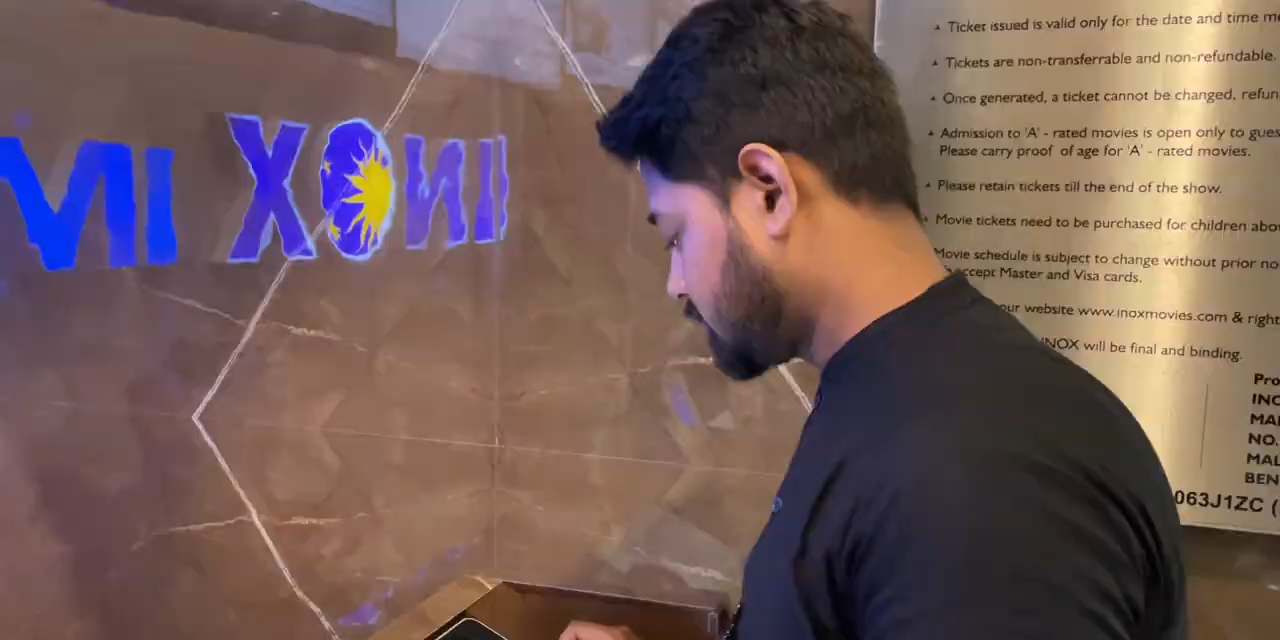 INOX IM
Ticket issued is valid only for the date and time
Tickets are non-transferrable and non-refundable.
Once generated, a ticket cannot be changed,
Admission to 'A' - rated movies is open only to
Please carry proof of age for 'A' - rated movies.
Please retain tickets till the end of the show.
Movie tickets need to be purchased for children
Movie schedule is subject to change without prior
accept Master and Visa cards.
our website www.inoxmovies.com & right
INOX will be final and binding.
063J1ZC (